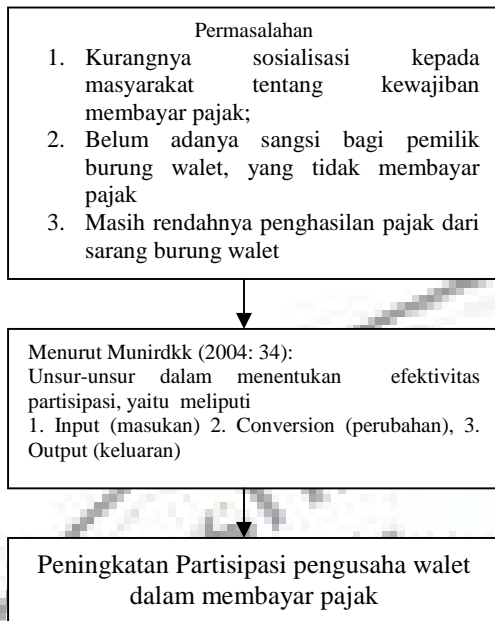 Permasalahan
1. Kurangnya sosialisasi kepada
masyarakat tentang kewajiban
membayar pajak;
2. Belum adanya sangsi bagi pemilik
burung walet, yang tidak membayar
pajak
3. Masih rendahnya penghasilan pajak dari
sarang burung walet
Menurut Munirdkk (2004: 34):
Unsur-unsur dalam menentukan efektivitas
partisipasi, yaitu meliputi
1. Input (masukan) 2. Conversion (perubahan), 3.
Output (keluaran)
Peningkatan Partisipasi pengusaha walet
dalam membayar pajak